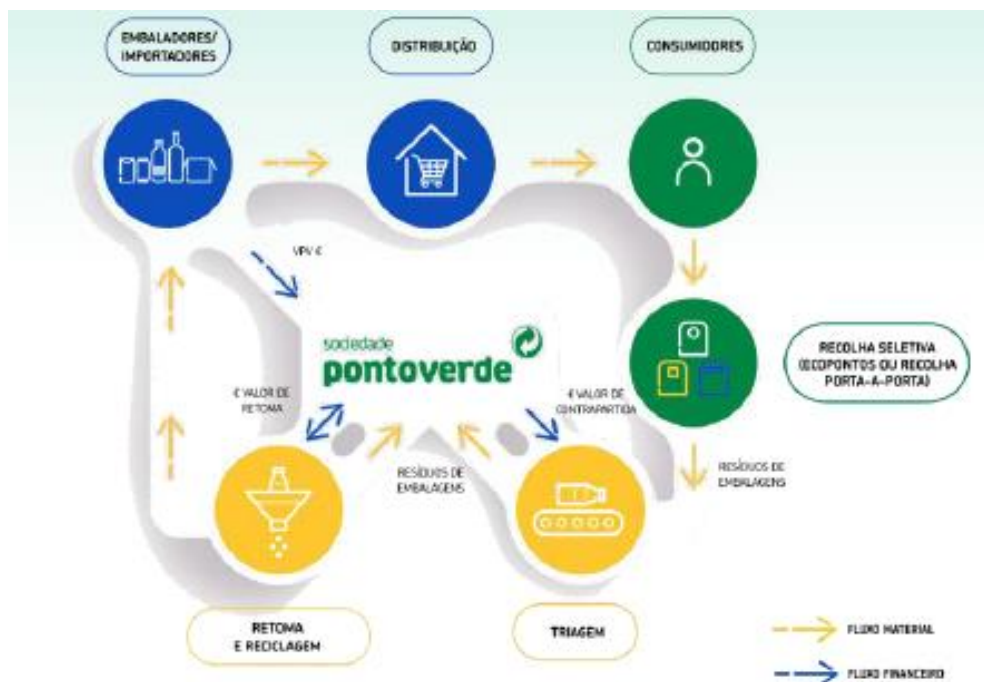 EMBALADORES/
IMPORTADORES
DISTRIBUIÇÃO
CONSUMIDORES
VPV €
sociedade
pontoverde
RECOLHA SELETIVA
(ECOPONTOS OU RECOLHA
PORTA-A-PORTA)
€ VALOR DE
RETOMA
€ VALOR DE
CONTRAPARTIDA
RESÍDUOS DE
EMBALAGENS
RESÍDUOS DE
EMBALAGENS
RETOMA
E RECICLAGEM
TRIAGEM
FLUXO MATERIAL
FLUXO FINANCEIRO